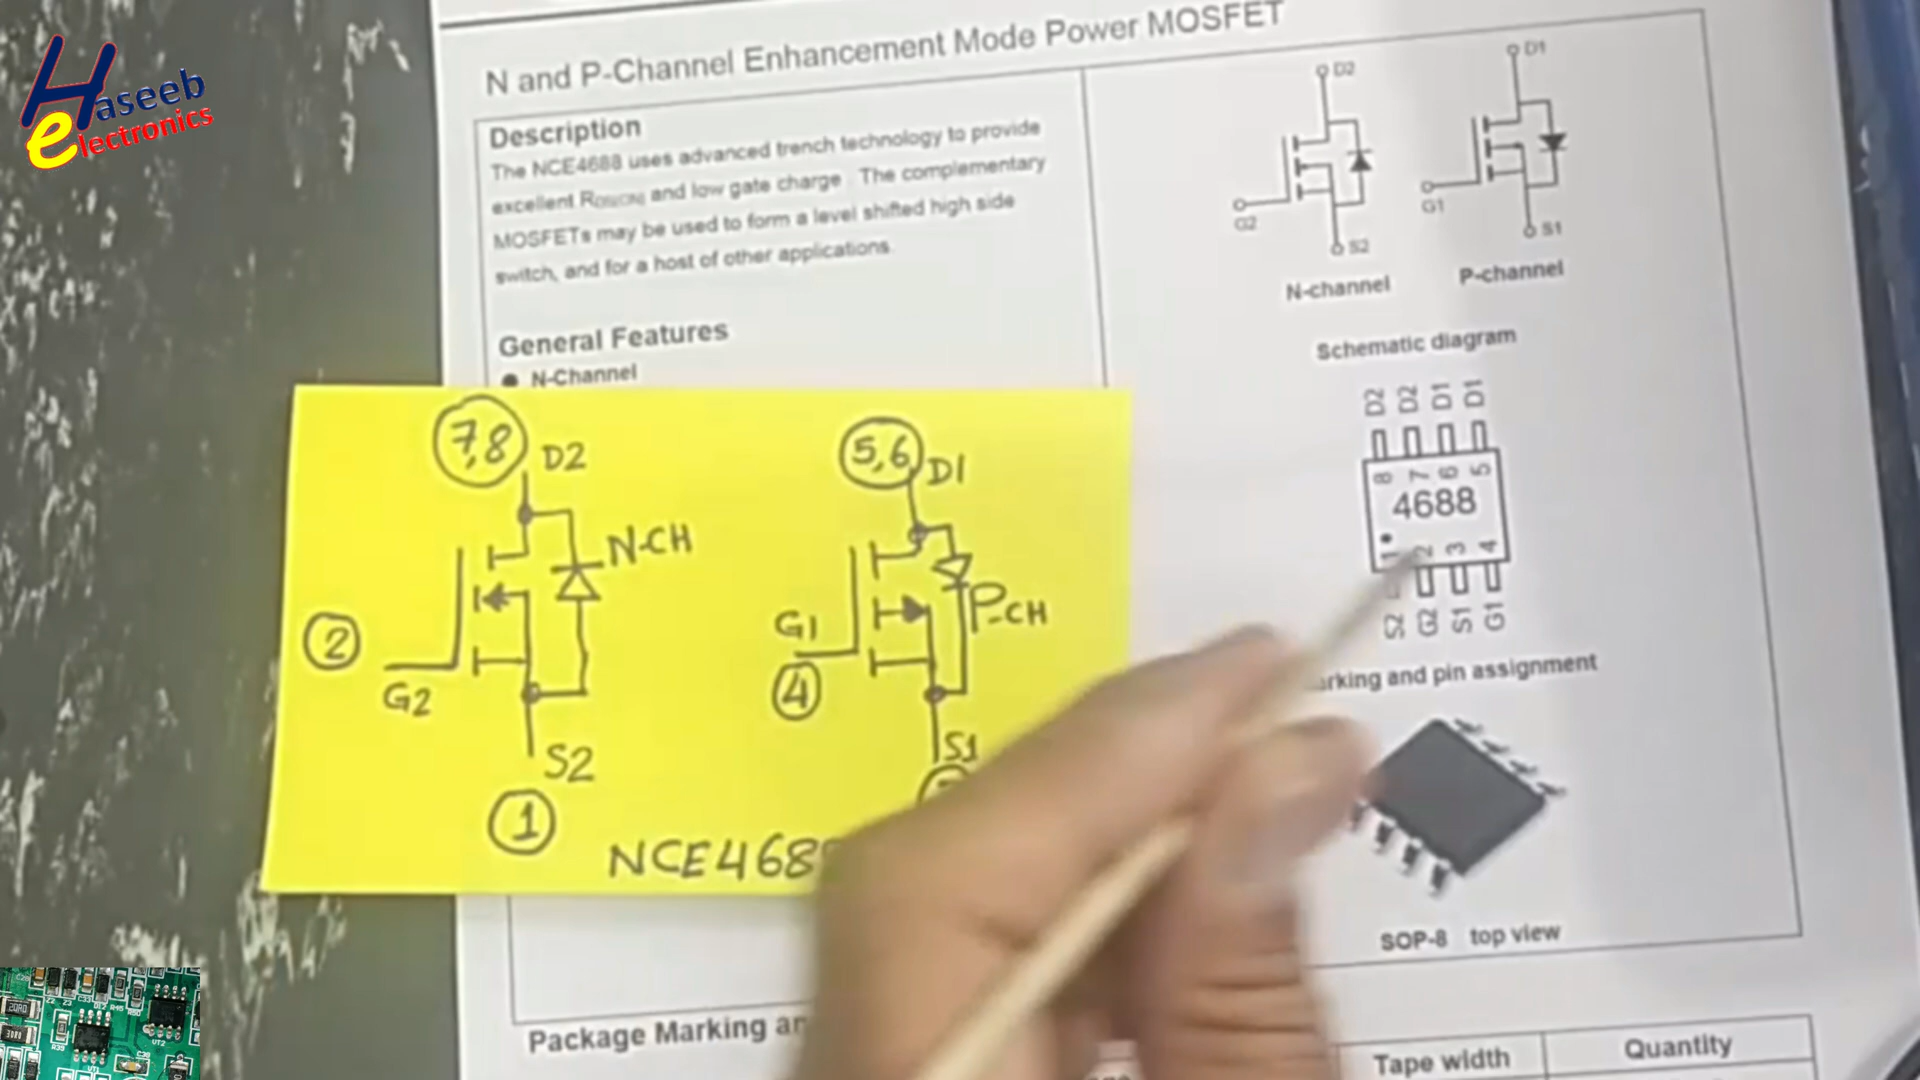 Haseeb
electronics
N and P-Channel Enhancement Mode Power MOSFET
Description
The NCE4688 uses advanced trench technology to provide
excellent RDS(ON) and low gate charge . The complementary
MOSFETs may be used to form a level shifted high side
switch, and for a host of other applications
General Features
● N-Channel
D2
G2
S2
N-channel
D1
G1
S1
P-channel
Schematic diagram
D2 D2 D1 D1
8 7 6 5
4688
1 2 3 4
S2 G2 S1 G1
rking and pin assignment
SOP-8 top view
7,8
D2
N-CH
2
G2
S2
1
5,6
D1
P-CH
G1
4
S1
NCE468
Package Marking an
Tape width
Quantity